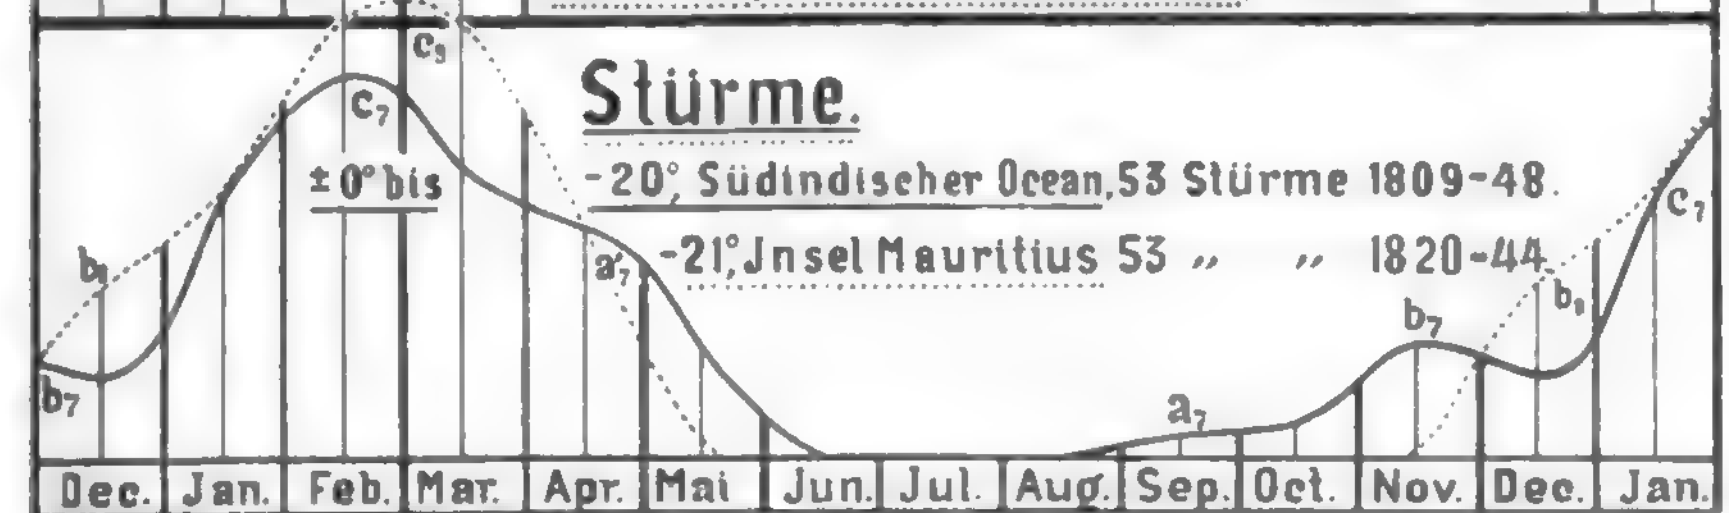 c₉
Stürme.
c₇
±0° bis -20°, Südindischer Ocean, 53 Stürme 1809-48.
c₇
-21°, Jnsel Mauritius 53 〃 〃 1820-44.
b₁
a₇
b₁
b₇
b₇
a₇
Dec. Jan. Feb. Mar. Apr. Mai Jun. Jul. Aug. Sep. Oct. Nov. Dec. Jan.